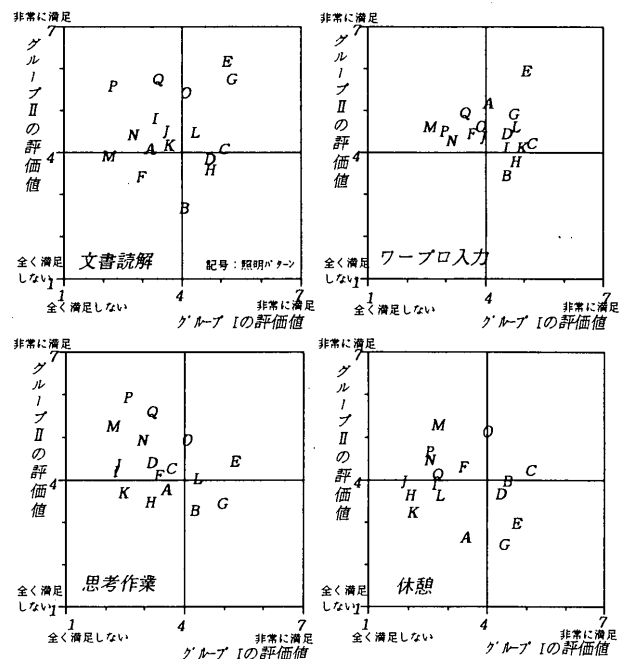 非常に満足
7
グループⅡの評価値
4
全く満足しない
1
P Q O E G
I J N K L
M A C D H
F B
文書読解
記号:照明パターン
1 4 7
全く満足しない 非常に満足
グループⅠの評価値
非常に満足
7
グループⅡの評価値
4
全く満足しない
1
E A G Q
M P N F C J
D L I K C H B
ワープロ入力
1 4 7
全く満足しない 非常に満足
グループⅠの評価値
非常に満足
7
グループⅡの評価値
4
全く満足しない
1
P Q M N O
J I D F C E L
K H A B G
思考作業
1 4 7
全く満足しない 非常に満足
グループⅠの評価値
非常に満足
7
グループⅡの評価値
4
全く満足しない
1
M O P N Q F
J I H L K A
C B D E G
休憩
1 4 7
全く満足しない 非常に満足
グループⅠの評価値